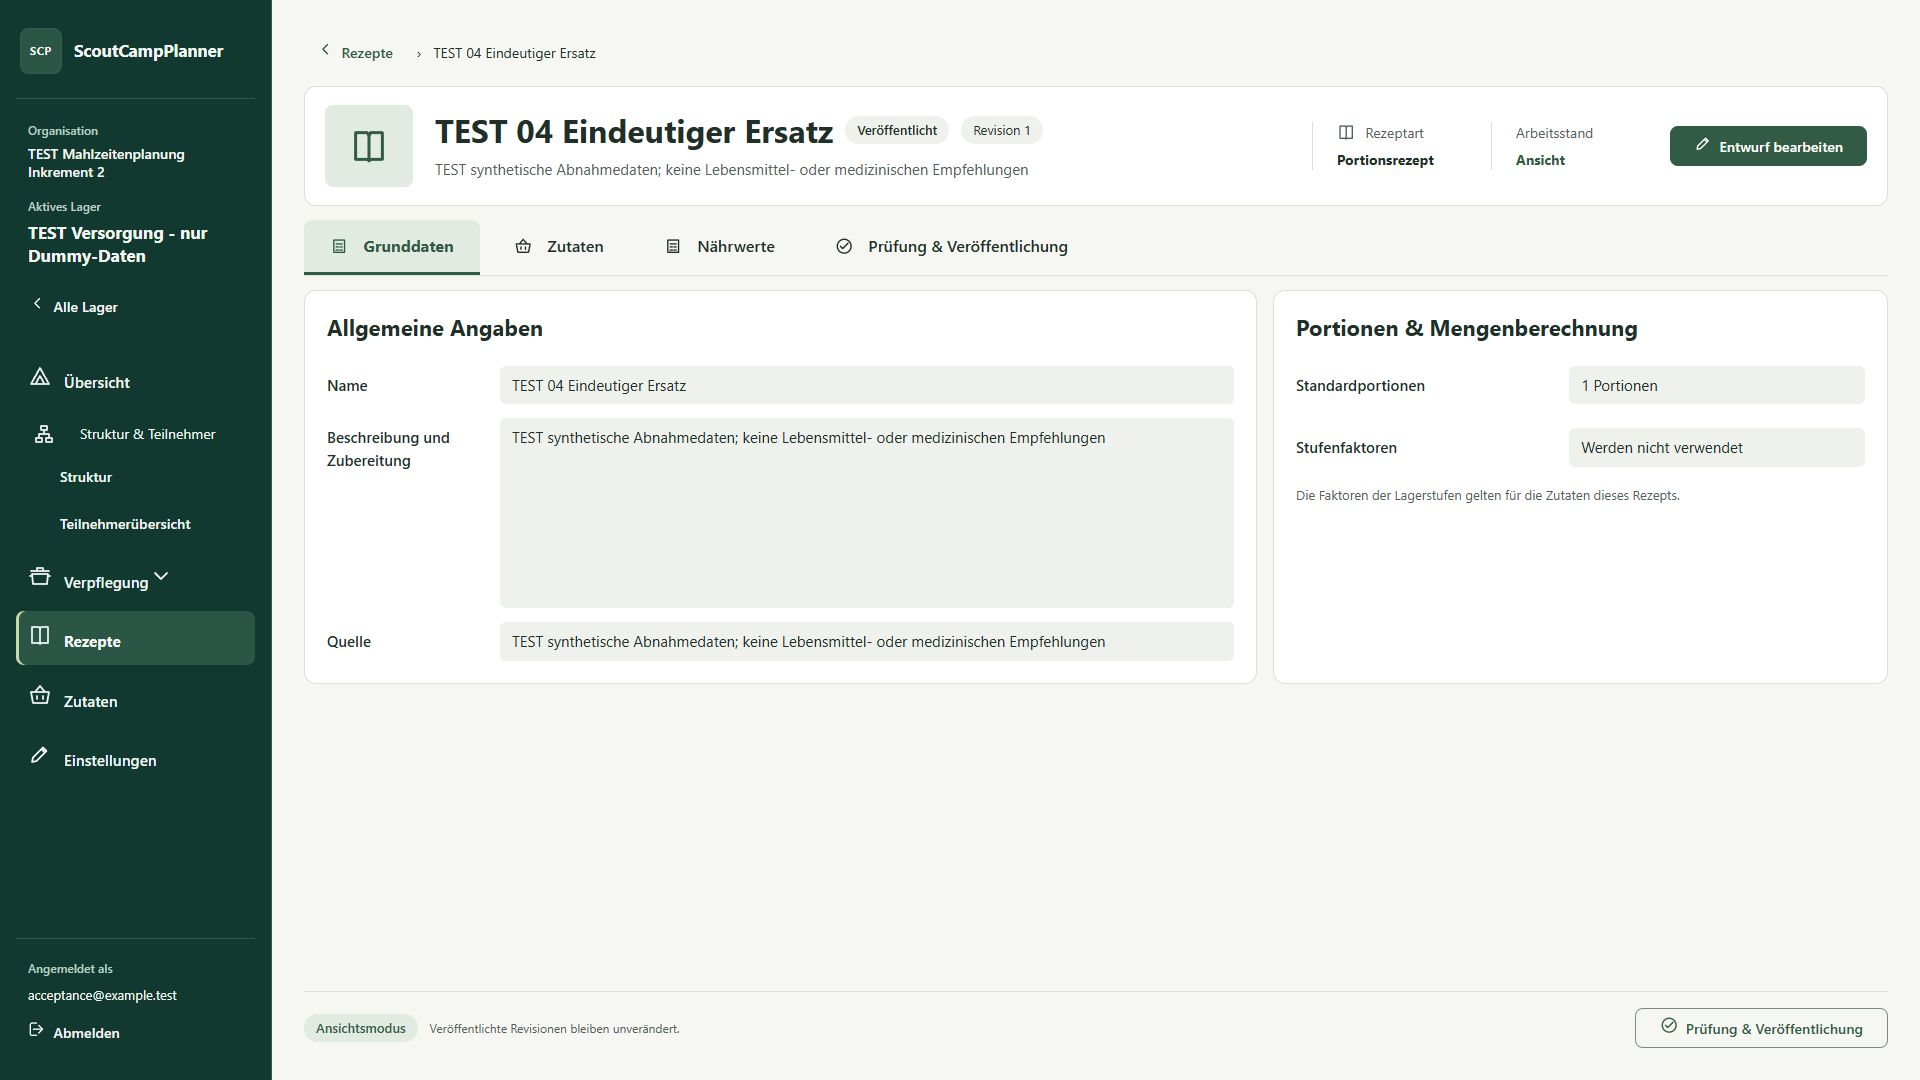 SCP
ScoutCampPlanner
Organisation
TEST Mahlzeitenplanung
Inkrement 2
Aktives Lager
TEST Versorgung - nur
Dummy-Daten
Alle Lager
Übersicht
Struktur & Teilnehmer
Struktur
Teilnehmerübersicht
Verpflegung
Rezepte
Zutaten
Einstellungen
Angemeldet als
acceptance@example.test
Abmelden
Rezepte › TEST 04 Eindeutiger Ersatz
TEST 04 Eindeutiger Ersatz Veröffentlicht Revision 1
TEST synthetische Abnahmedaten; keine Lebensmittel- oder medizinischen Empfehlungen
Rezeptart
Portionsrezept
Arbeitsstand
Ansicht
Entwurf bearbeiten
Grunddaten Zutaten Nährwerte Prüfung & Veröffentlichung
Allgemeine Angaben
Name TEST 04 Eindeutiger Ersatz
Beschreibung und
Zubereitung
TEST synthetische Abnahmedaten; keine Lebensmittel- oder medizinischen Empfehlungen
Quelle TEST synthetische Abnahmedaten; keine Lebensmittel- oder medizinischen Empfehlungen
Portionen & Mengenberechnung
Standardportionen 1 Portionen
Stufenfaktoren Werden nicht verwendet
Die Faktoren der Lagerstufen gelten für die Zutaten dieses Rezepts.
Ansichtsmodus Veröffentlichte Revisionen bleiben unverändert.
Prüfung & Veröffentlichung